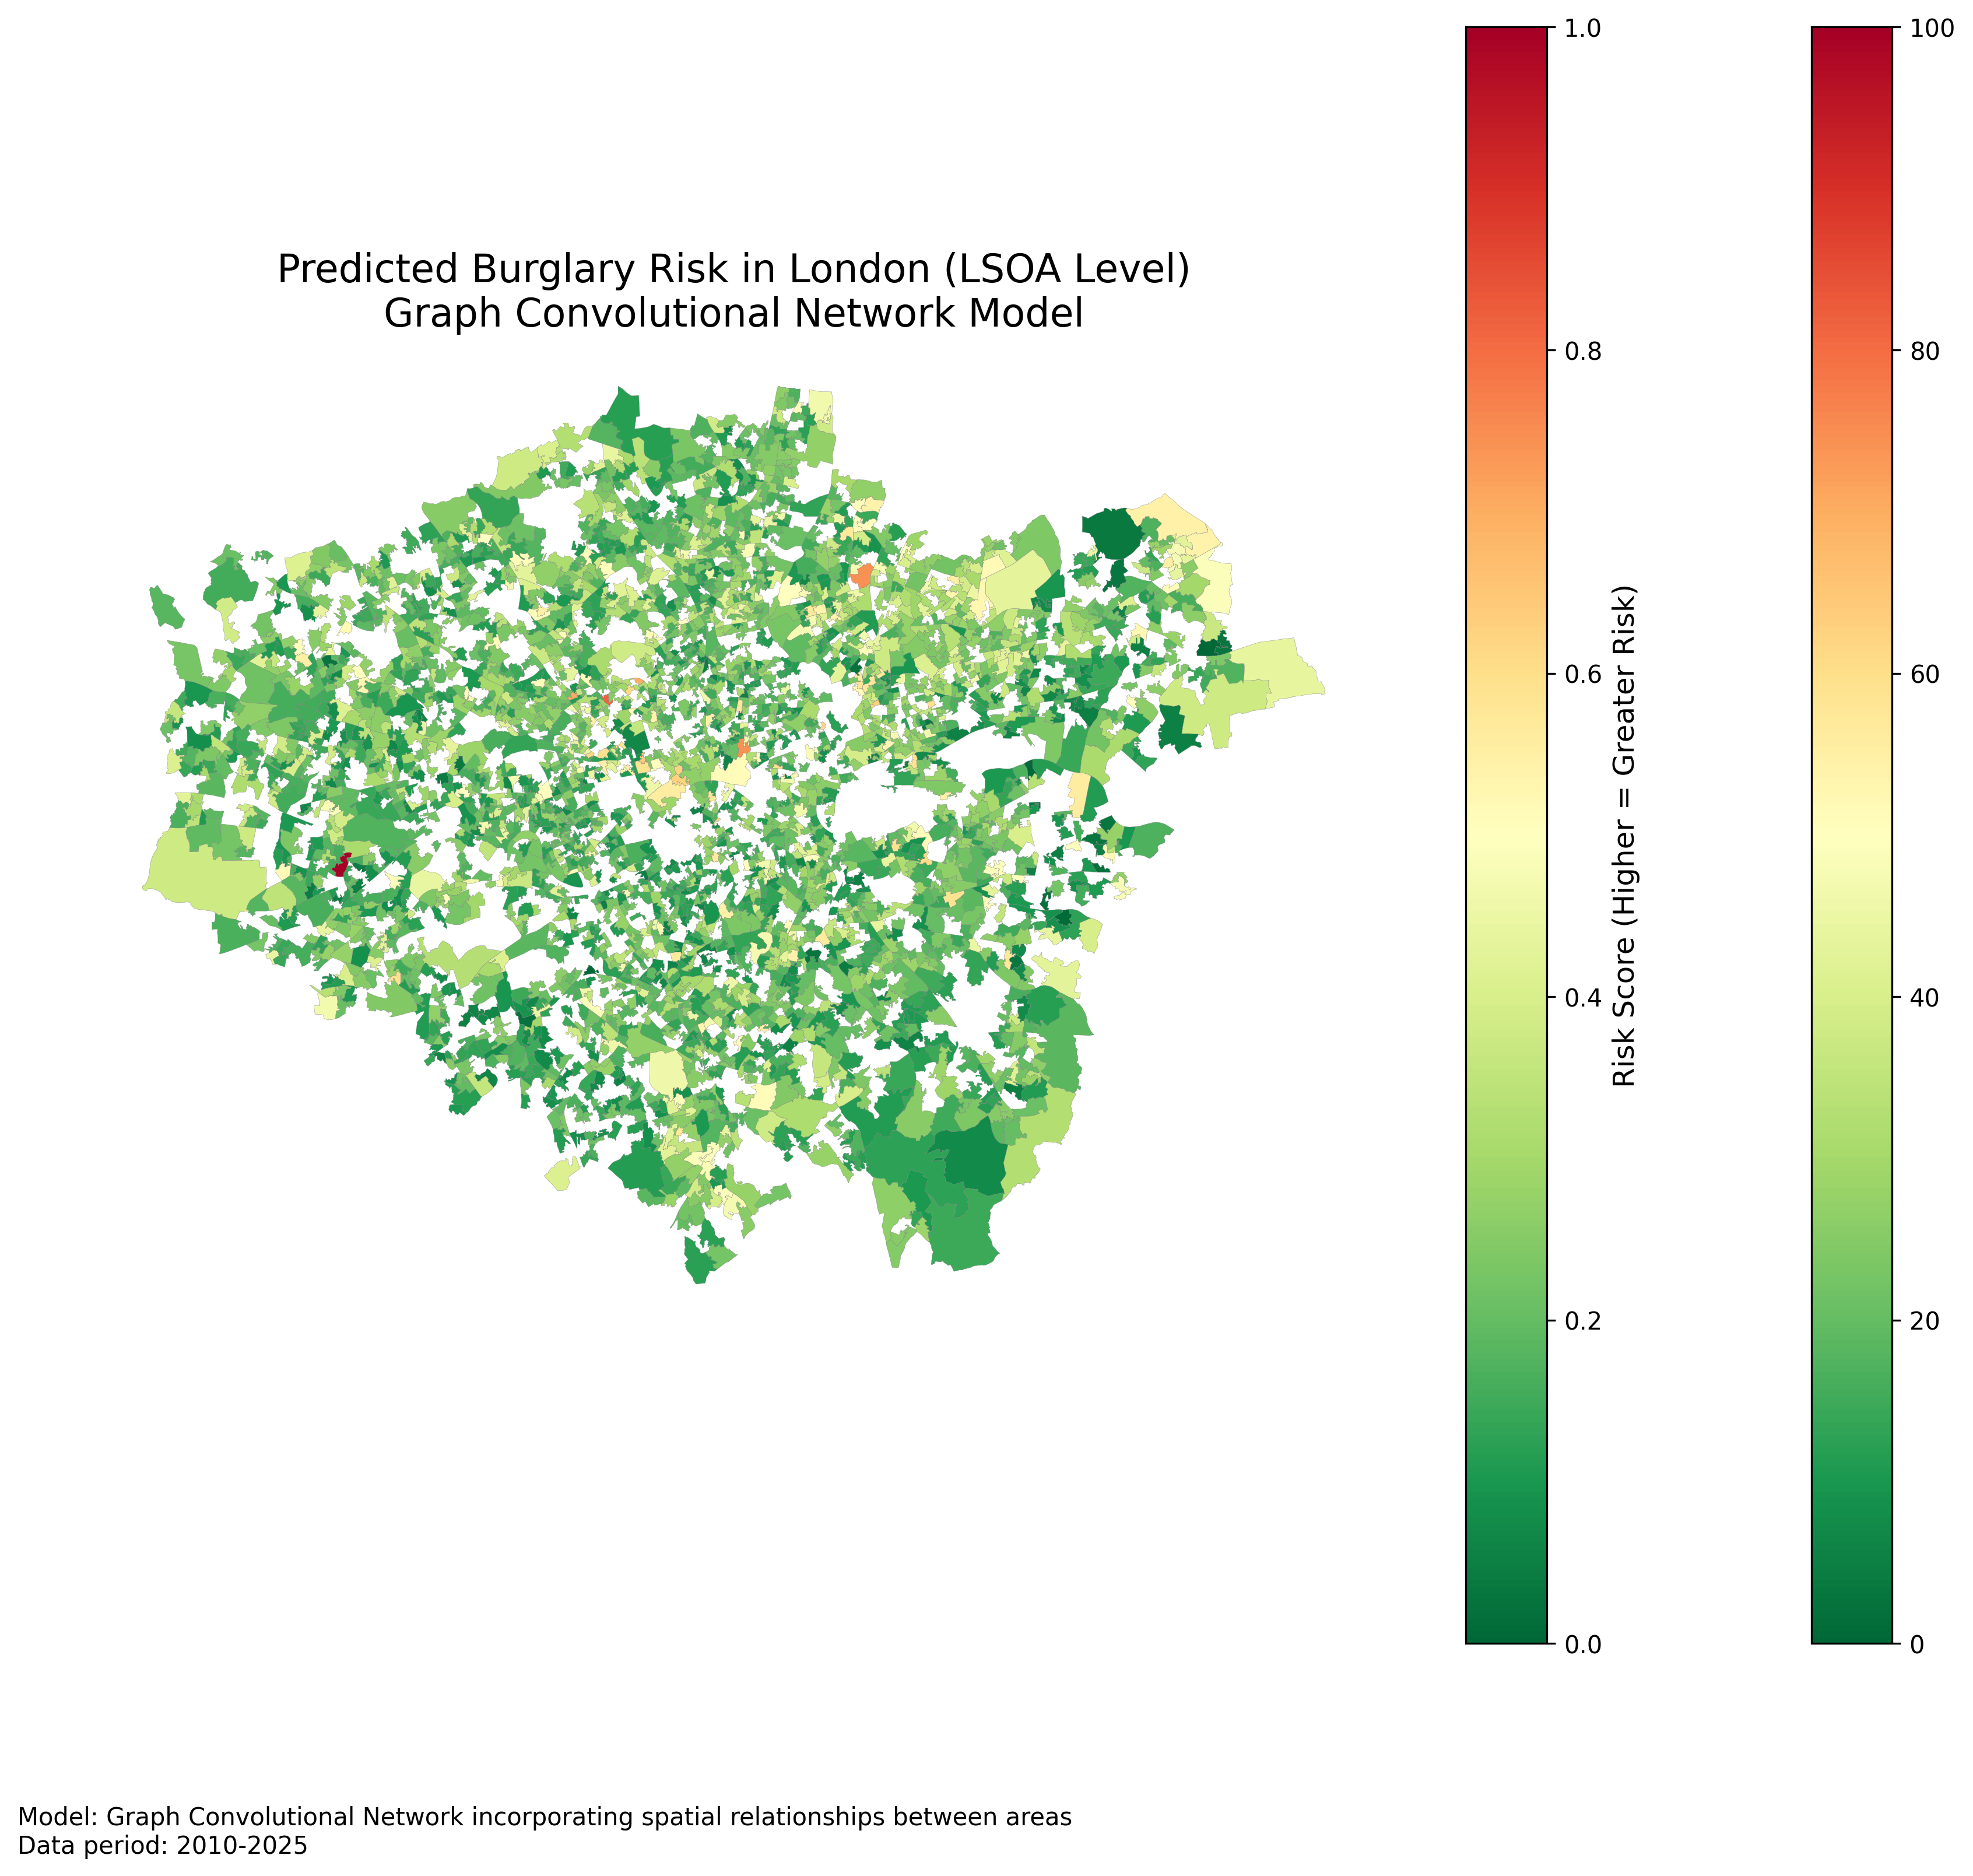 Predicted Burglary Risk in London (LSOA Level)
Graph Convolutional Network Model
1.0
0.8
0.6
0.4
0.2
0.0
Risk Score (Higher = Greater Risk)
100
80
60
40
20
0
Model: Graph Convolutional Network incorporating spatial relationships between areas
Data period: 2010-2025